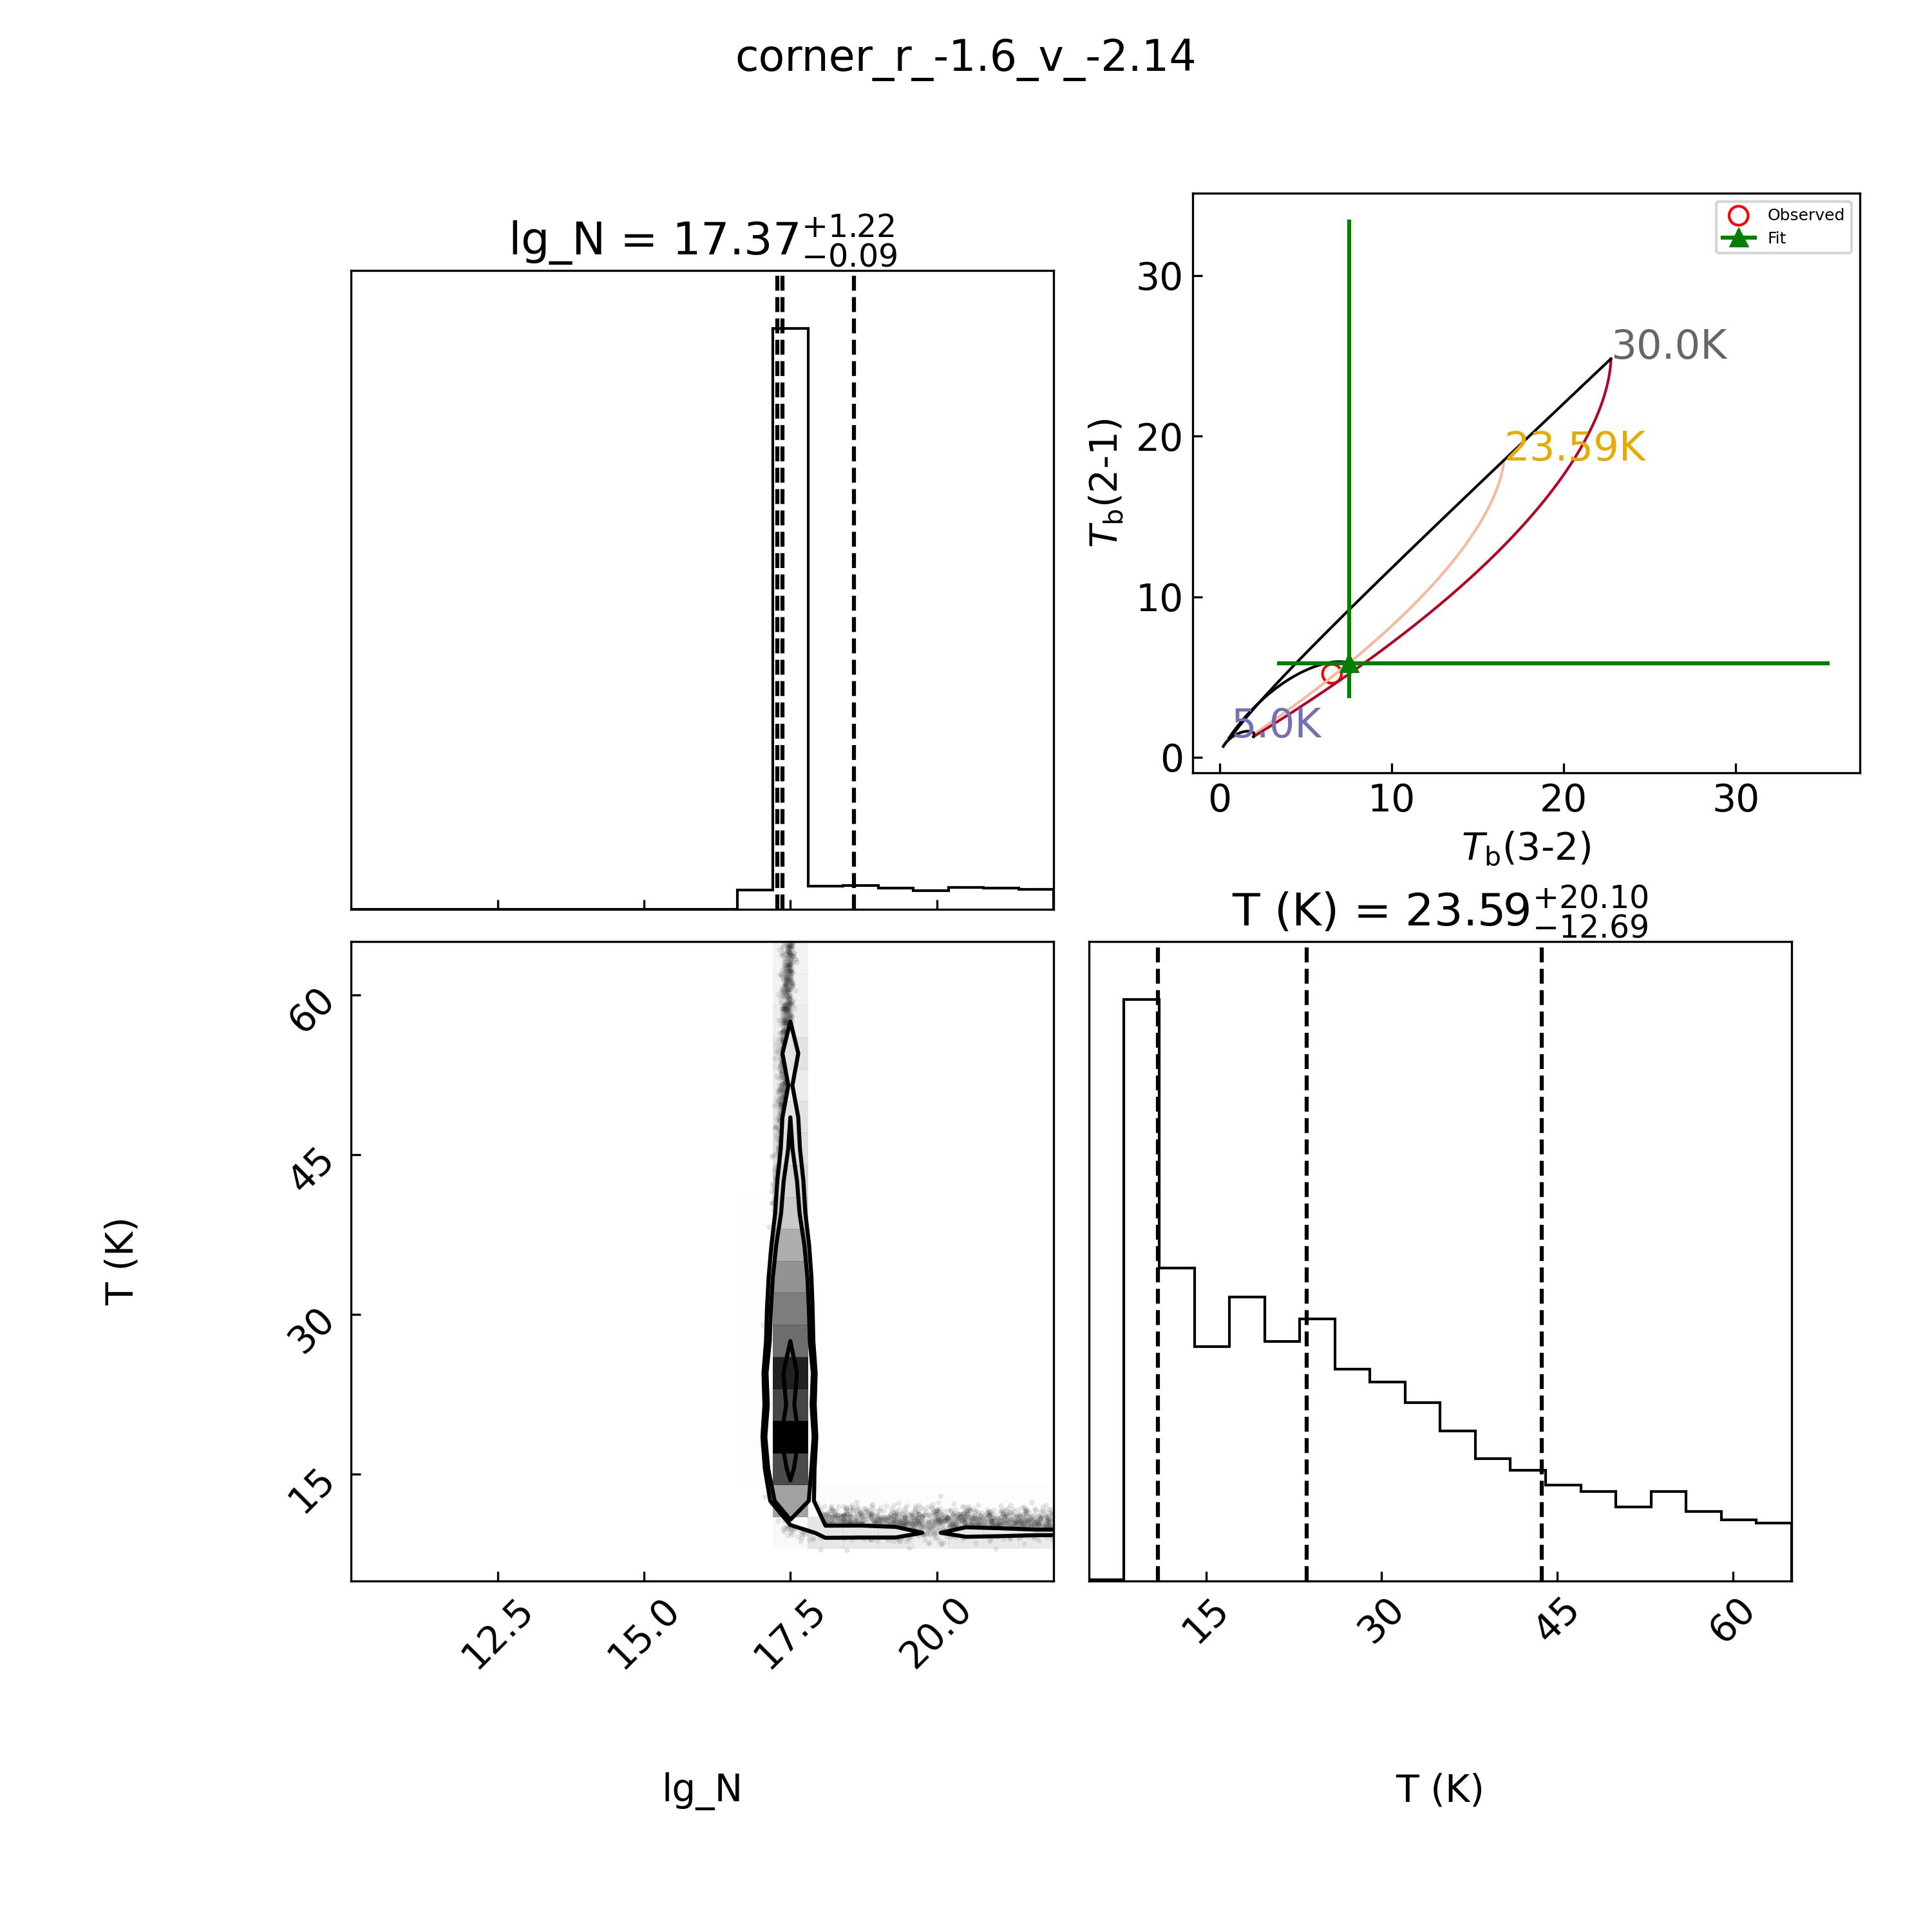 corner_r_-1.6_v_-2.14
lg_N = 17.37 +1.22 −0.09
Observed
Fit
30.0K
23.59K
5.0K
30
20
10
0
T_b(2-1)
0 10 20 30
T_b(3-2)
T (K) = 23.59 +20.10 −12.69
60
45
30
15
T (K)
12.5 15.0 17.5 20.0
15 30 45 60
lg_N
T (K)